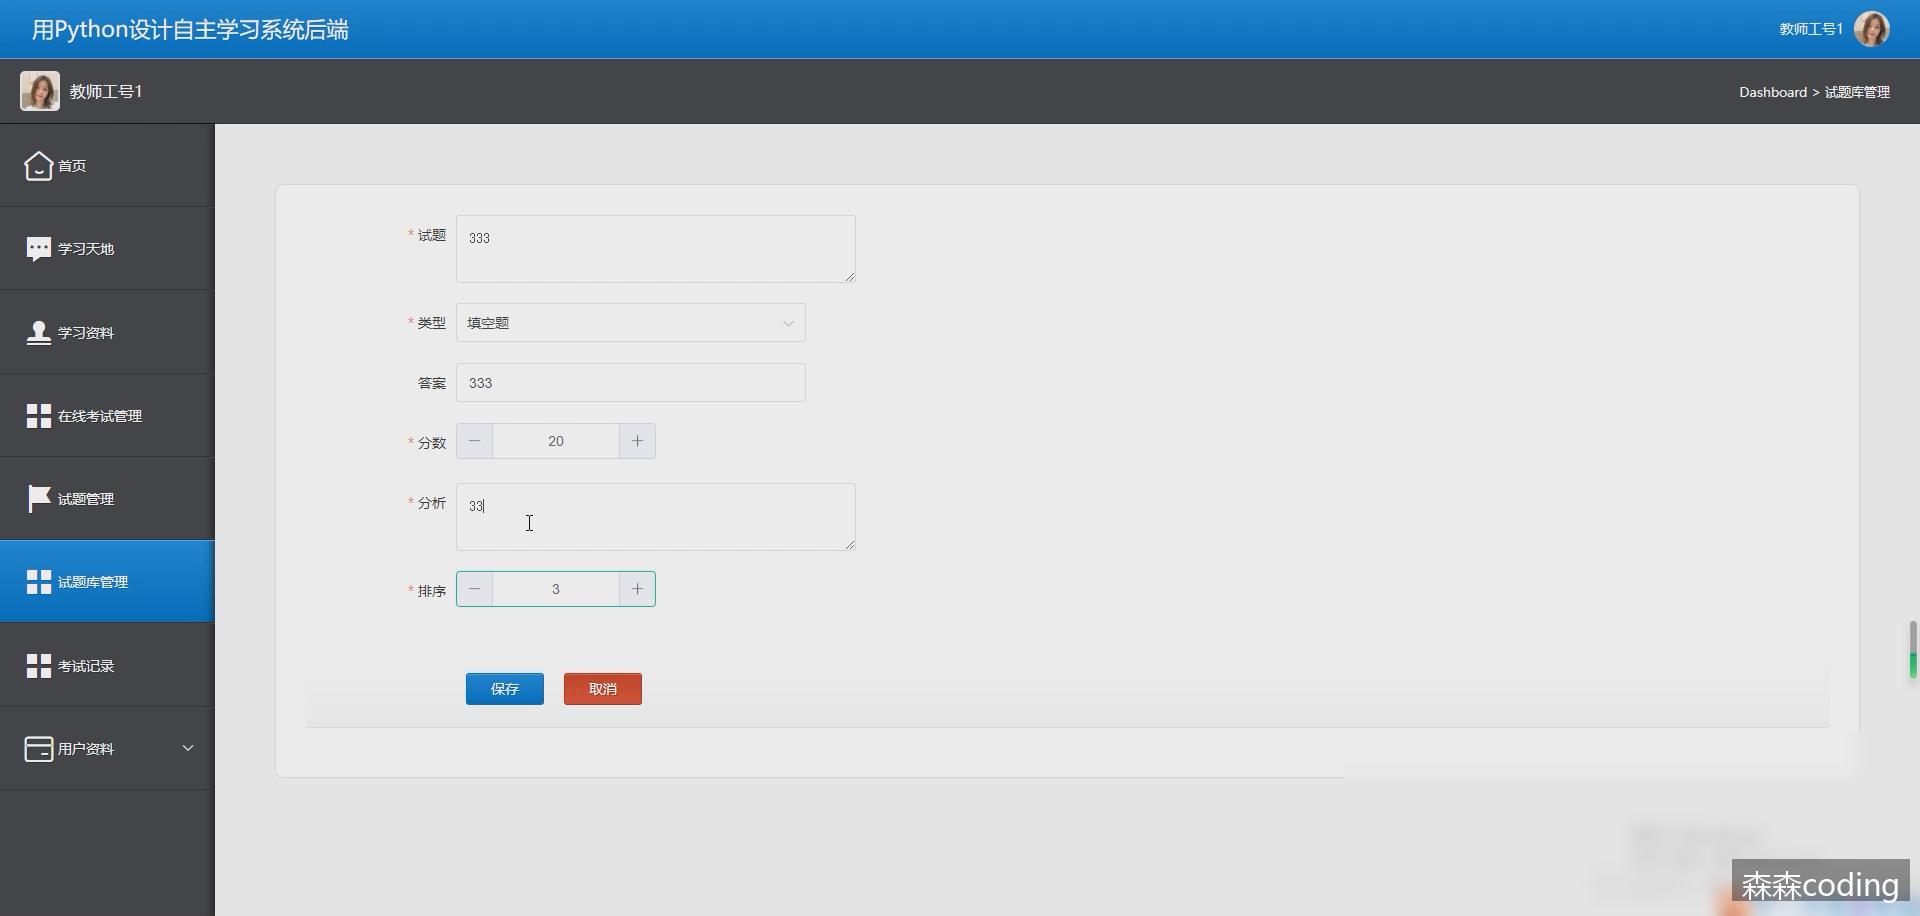 用Python设计自主学习系统后端
教师工号1
教师工号1
Dashboard > 试题库管理
首页
学习天地
学习资料
在线考试管理
试题管理
试题库管理
考试记录
用户资料
* 试题
333
* 类型
填空题
答案
333
* 分数
20
* 分析
33
* 排序
3
保存
取消
森森coding